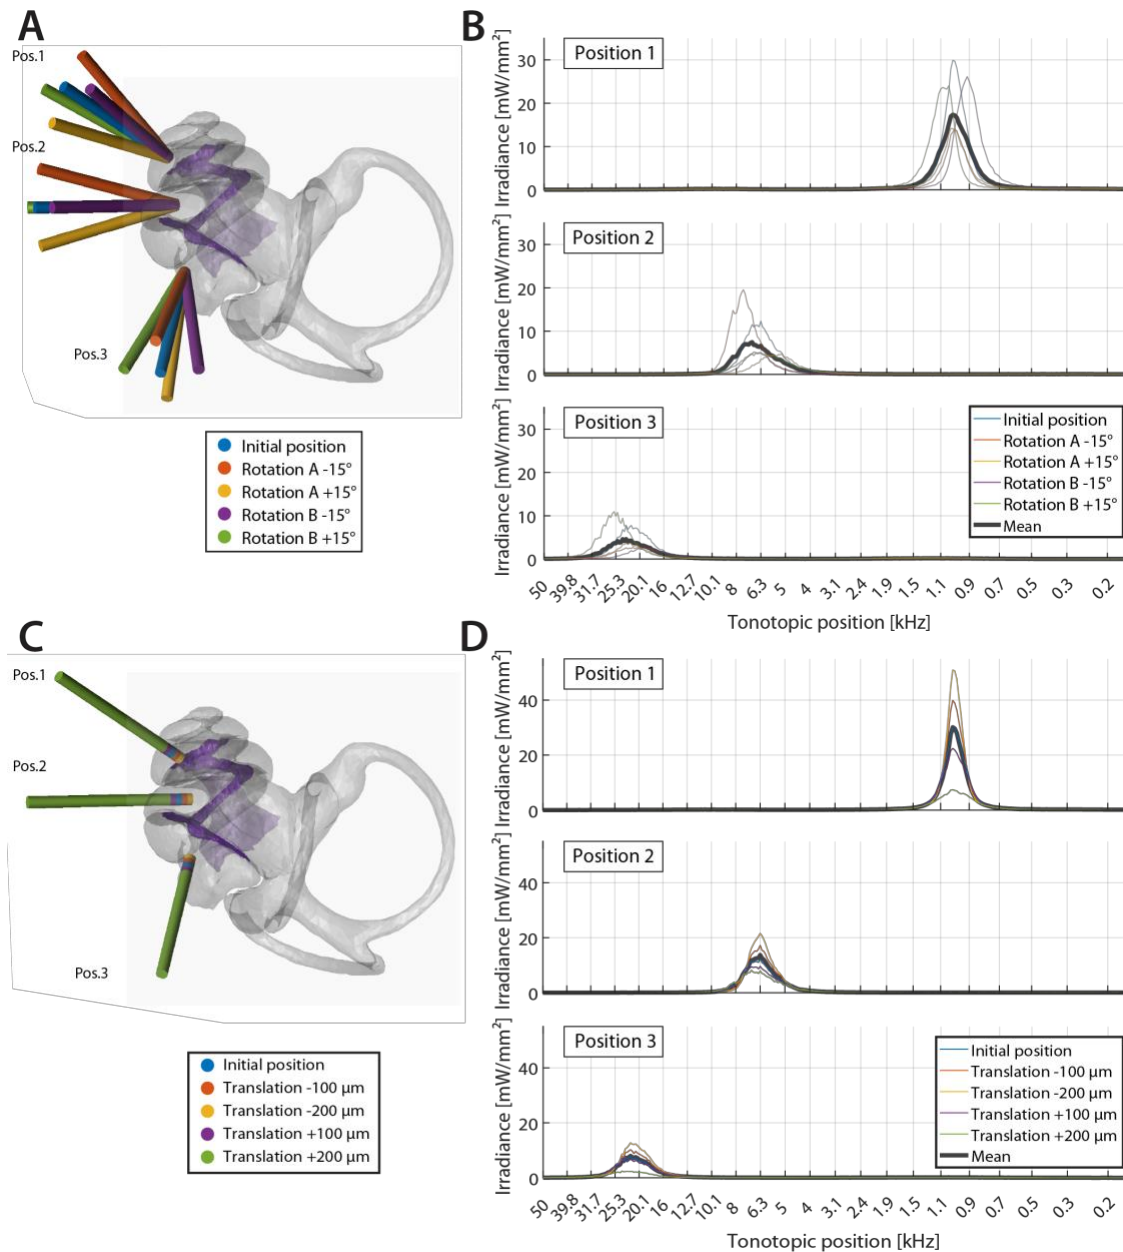 A
Pos.1
Pos.2
Pos.3
Initial position
Rotation A -15°
Rotation A +15°
Rotation B -15°
Rotation B +15°
B
Position 1
Irradiance [mW/mm²]
30
20
10
0
Position 2
Irradiance [mW/mm²]
30
20
10
0
Position 3
Irradiance [mW/mm²]
30
20
10
0
Initial position
Rotation A -15°
Rotation A +15°
Rotation B -15°
Rotation B +15°
Mean
50 39.8 31.7 25.3 20.1 16 12.7 10.1 8 6.3 5 4 3.1 2.4 1.9 1.5 1.1 0.9 0.7 0.5 0.3 0.2
Tonotopic position [kHz]
C
Pos.1
Pos.2
Pos.3
Initial position
Translation -100 µm
Translation -200 µm
Translation +100 µm
Translation +200 µm
D
Position 1
Irradiance [mW/mm²]
40
20
0
Position 2
Irradiance [mW/mm²]
40
20
0
Position 3
Irradiance [mW/mm²]
40
20
0
Initial position
Translation -100 µm
Translation -200 µm
Translation +100 µm
Translation +200 µm
Mean
50 39.8 31.7 25.3 20.1 16 12.7 10.1 8 6.3 5 4 3.1 2.4 1.9 1.5 1.1 0.9 0.7 0.5 0.3 0.2
Tonotopic position [kHz]